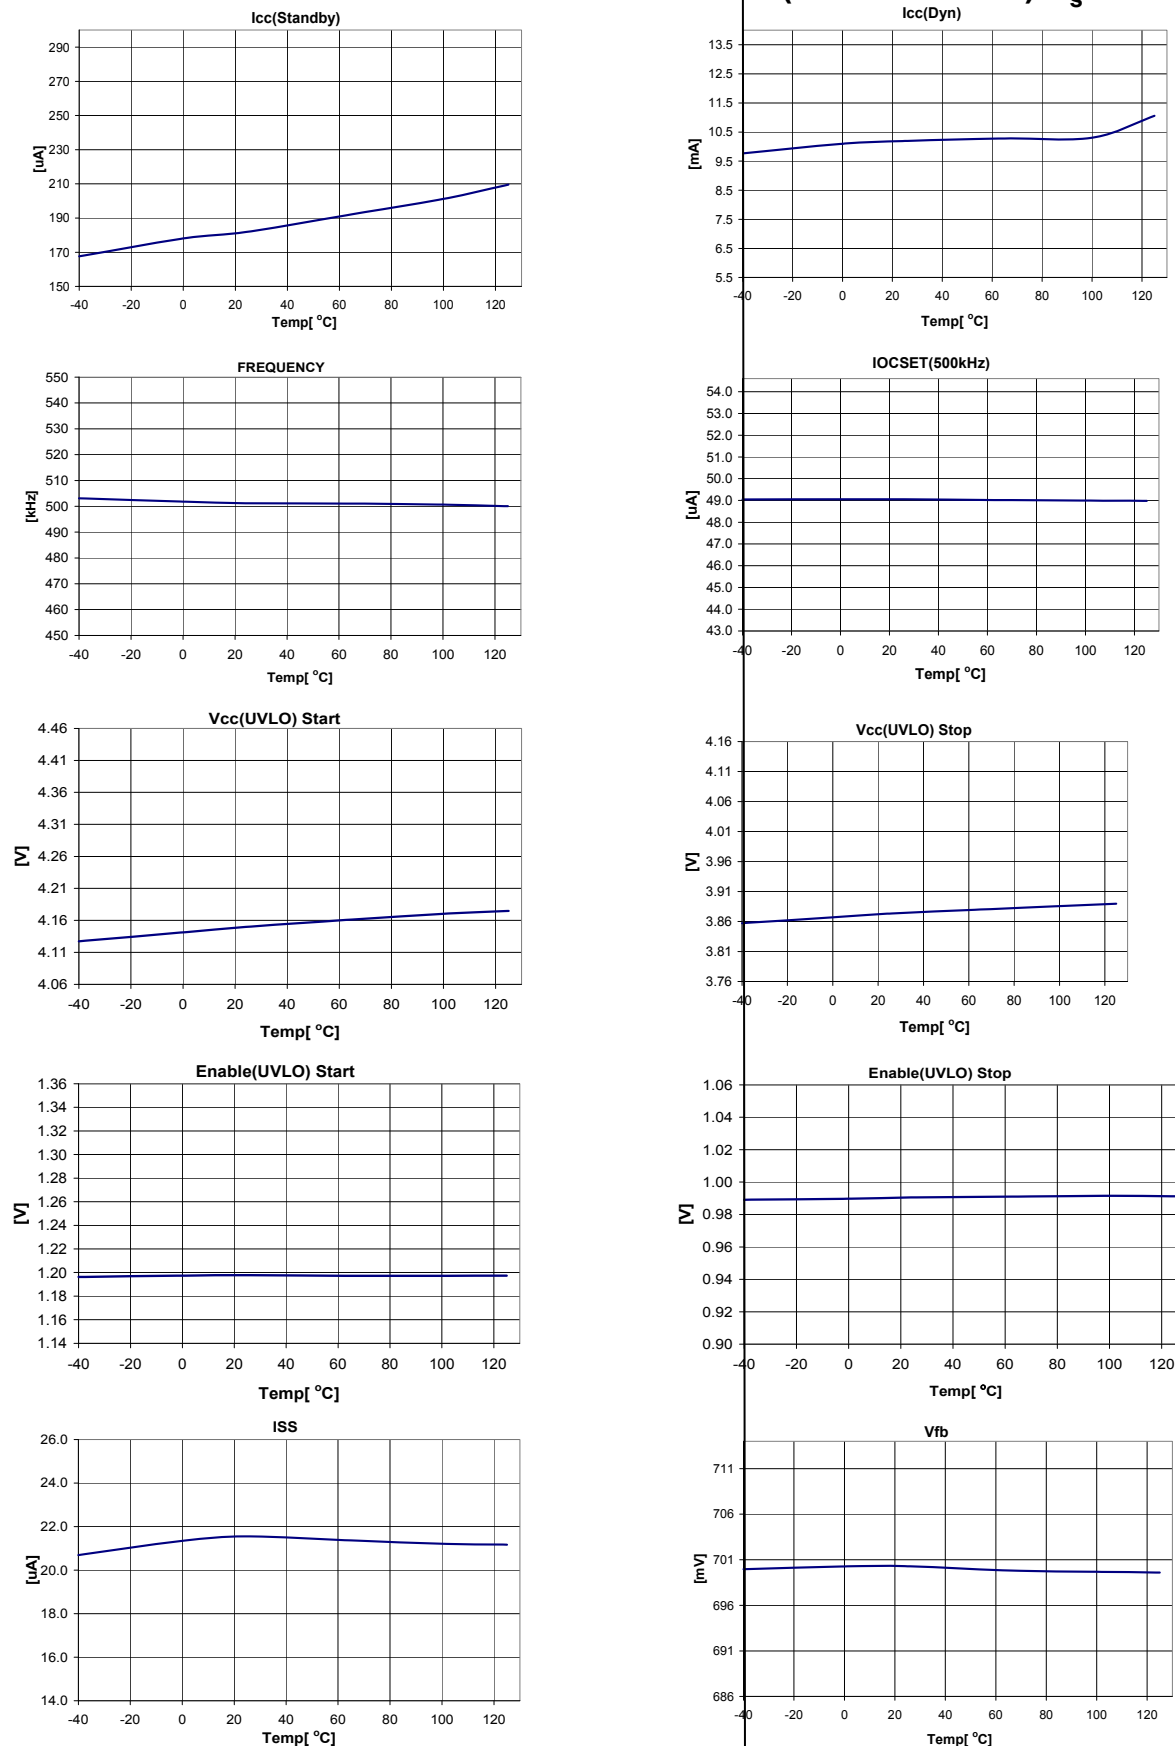 Icc(Standby)
290
270
250
230
210
190
170
150
[uA]
-40 -20 0 20 40 60 80 100 120
Temp[ °C]
Icc(Dyn)
13.5
12.5
11.5
10.5
9.5
8.5
7.5
6.5
5.5
[mA]
-40 -20 0 20 40 60 80 100 120
Temp[ °C]
FREQUENCY
550
540
530
520
510
500
490
480
470
460
450
[kHz]
-40 -20 0 20 40 60 80 100 120
Temp[ °C]
IOCSET(500kHz)
54.0
53.0
52.0
51.0
50.0
49.0
48.0
47.0
46.0
45.0
44.0
43.0
[uA]
-40 -20 0 20 40 60 80 100 120
Temp[ °C]
Vcc(UVLO) Start
4.46
4.41
4.36
4.31
4.26
4.21
4.16
4.11
4.06
[V]
-40 -20 0 20 40 60 80 100 120
Temp[ °C]
Vcc(UVLO) Stop
4.16
4.11
4.06
4.01
3.96
3.91
3.86
3.81
3.76
[V]
-40 -20 0 20 40 60 80 100 120
Temp[ °C]
Enable(UVLO) Start
1.36
1.34
1.32
1.30
1.28
1.26
1.24
1.22
1.20
1.18
1.16
1.14
[V]
-40 -20 0 20 40 60 80 100 120
Temp[ °C]
Enable(UVLO) Stop
1.06
1.04
1.02
1.00
0.98
0.96
0.94
0.92
0.90
[V]
-40 -20 0 20 40 60 80 100 120
Temp[ °C]
ISS
26.0
24.0
22.0
20.0
18.0
16.0
14.0
[uA]
-40 -20 0 20 40 60 80 100 120
Temp[ °C]
Vfb
711
706
701
696
691
686
[mV]
-40 -20 0 20 40 60 80 100 120
Temp[ °C]